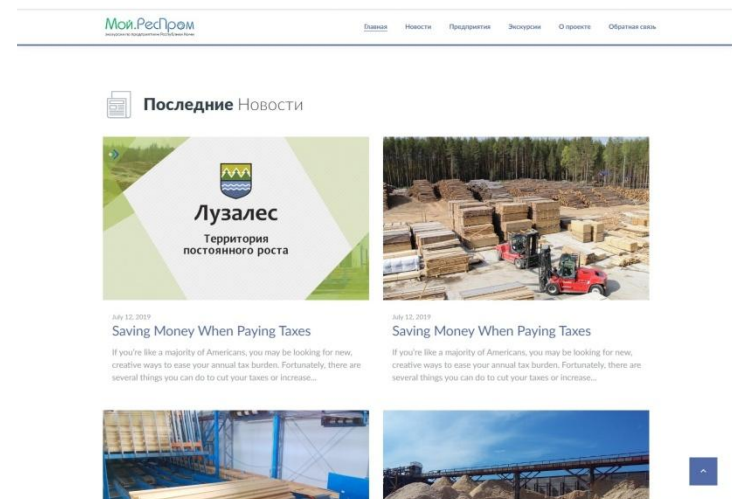 Мой.РесПром
экскурсии по предприятиям Республики Коми
Главная Новости Предприятия Экскурсии О проекте Обратная связь
Последние Новости
Лузалес
Территория
постоянного роста
July 12, 2019
Saving Money When Paying Taxes
If you're like a majority of Americans, you may be looking for new,
creative ways to ease your annual tax burden. Fortunately, there are
several things you can do to cut your taxes or increase...
July 12, 2019
Saving Money When Paying Taxes
If you're like a majority of Americans, you may be looking for new,
creative ways to ease your annual tax burden. Fortunately, there are
several things you can do to cut your taxes or increase...